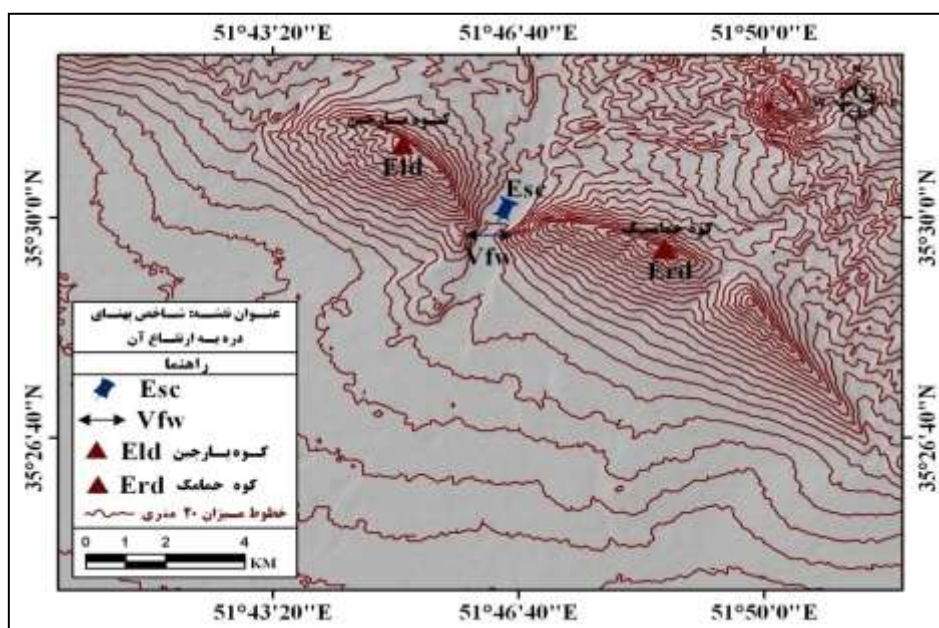 51°43'20"E 51°46'40"E 51°50'0"E
35°30'0"N
35°26'40"N
کوه پارچین
Eld
Esc
Vfw
کوه حمامک
Erd
N
عنوان نقشه: شاخص پهنای
دره به ارتفاع آن
راهنما
Esc
Vfw
Eld کوه پارچین
Erd کوه حمامک
خطوط میزان ۲۰ متری
0 1 2 4
KM
35°30'0"N
35°26'40"N
51°43'20"E 51°46'40"E 51°50'0"E